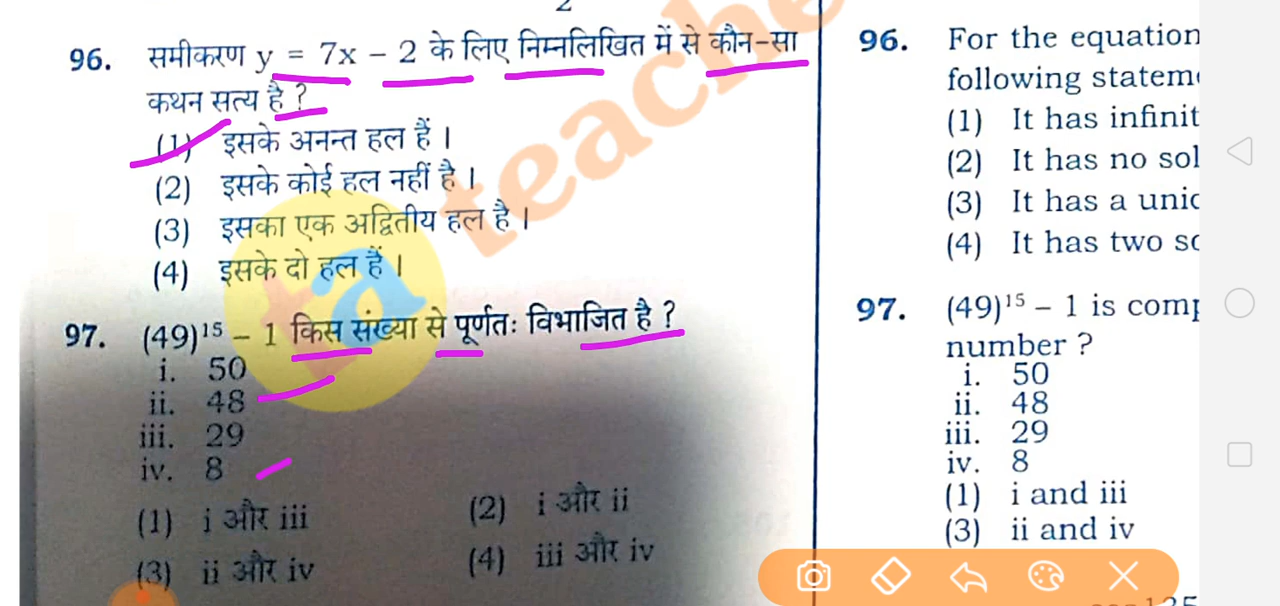 96. समीकरण y = 7x – 2 के लिए निम्नलिखित में से कौन-सा
कथन सत्य है ?
(1) इसके अनन्त हल हैं ।
(2) इसके कोई हल नहीं है ।
(3) इसका एक अद्वितीय हल है ।
(4) इसके दो हल हैं ।
97. (49)¹⁵ – 1 किस संख्या से पूर्णतः विभाजित है ?
i. 50
ii. 48
iii. 29
iv. 8
(1) i और iii (2) i और ii
(3) ii और iv (4) iii और iv
96. For the equation
following statem
(1) It has infinit
(2) It has no sol
(3) It has a uniq
(4) It has two so
97. (49)¹⁵ – 1 is comp
number ?
i. 50
ii. 48
iii. 29
iv. 8
(1) i and iii
(3) ii and iv
ta teache